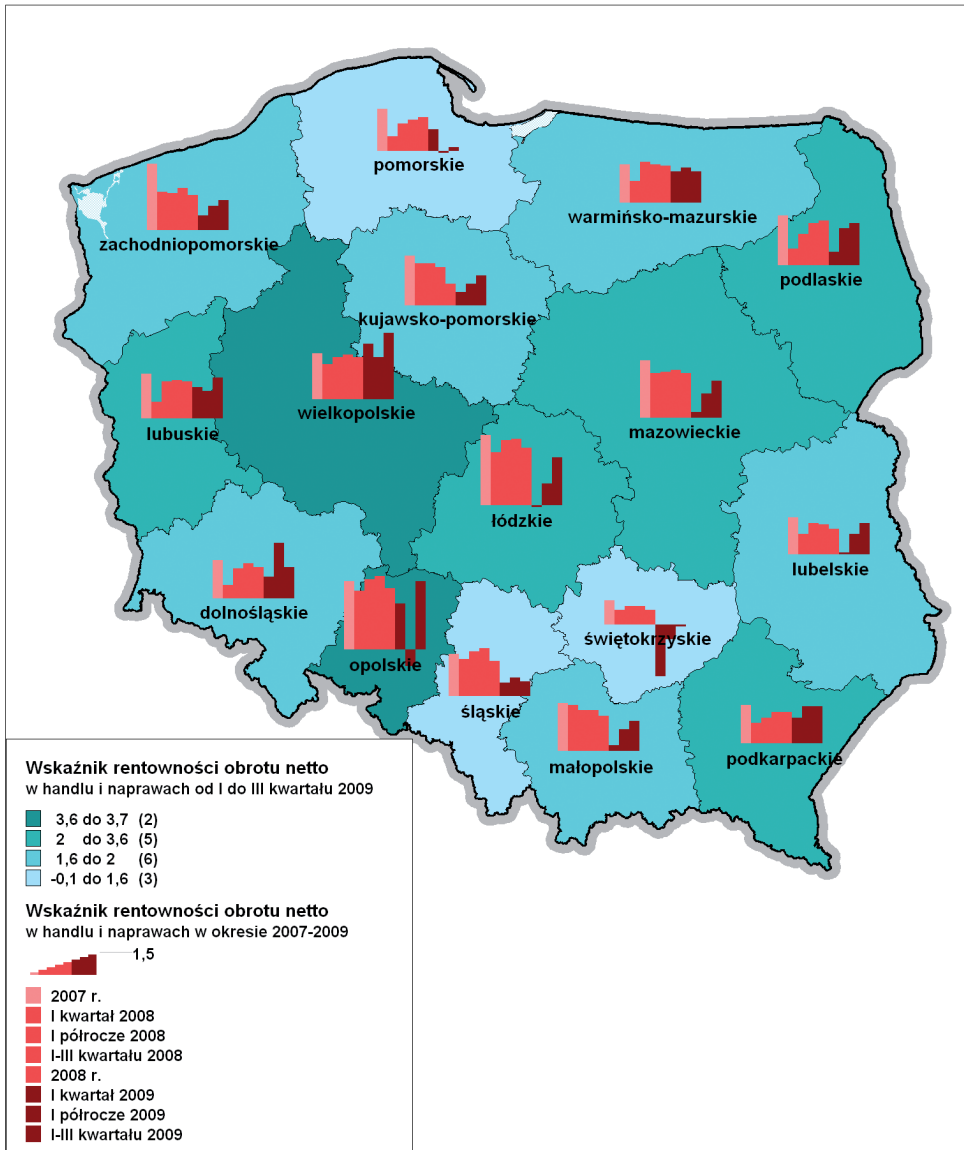 pomorskie
warmińsko-mazurskie
zachodniopomorskie
podlaskie
kujawsko-pomorskie
wielkopolskie
lubuskie
mazowieckie
łódzkie
lubelskie
dolnośląskie
świętokrzyskie
opolskie
śląskie
małopolskie
podkarpackie
Wskaźnik rentowności obrotu netto
w handlu i naprawach od I do III kwartału 2009
3,6 do 3,7 (2)
2 do 3,6 (5)
1,6 do 2 (6)
-0,1 do 1,6 (3)
Wskaźnik rentowności obrotu netto
w handlu i naprawach w okresie 2007-2009
1,5
2007 r.
I kwartał 2008
I półrocze 2008
I-III kwartału 2008
2008 r.
I kwartał 2009
I półrocze 2009
I-III kwartału 2009